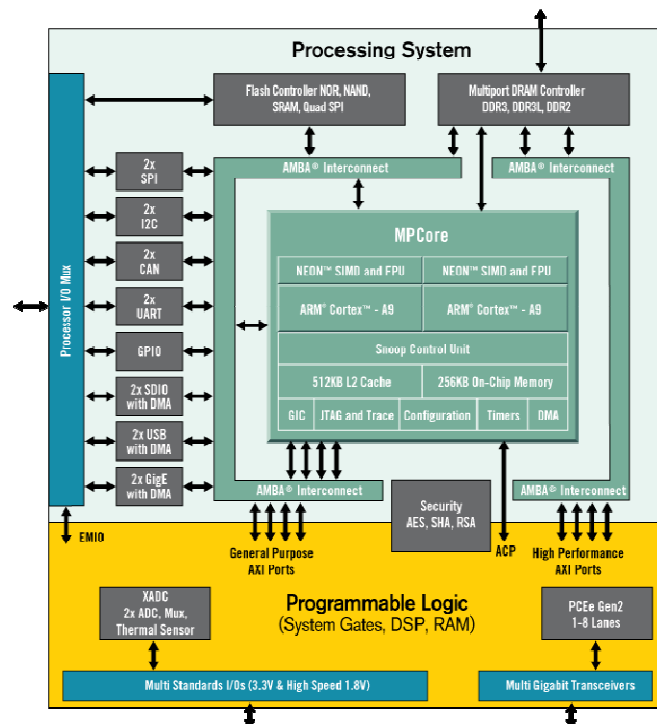 Processing System
Flash Controller NOR, NAND,
SRAM, Quad SPI
Multiport DRAM Controller
DDR3, DDR3L, DDR2
AMBA® Interconnect
AMBA® Interconnect
Processor I/O Mux
2x
SPI
2x
I2C
2x
CAN
2x
UART
GPIO
2x SDIO
with DMA
2x USB
with DMA
2x GigE
with DMA
MPCore
NEON™ SIMD and FPU
NEON™ SIMD and FPU
ARM® Cortex™ - A9
ARM® Cortex™ - A9
Snoop Control Unit
512KB L2 Cache
256KB On-Chip Memory
GIC
JTAG and Trace
Configuration
Timers
DMA
AMBA® Interconnect
AMBA® Interconnect
Security
AES, SHA, RSA
EMIO
General Purpose
AXI Ports
ACP
High Performance
AXI Ports
XADC
2x ADC, Mux,
Thermal Sensor
Programmable Logic
(System Gates, DSP, RAM)
PCEe Gen2
1-8 Lanes
Multi Standards I/Os (3.3V & High Speed 1.8V)
Multi Gigabit Transceivers